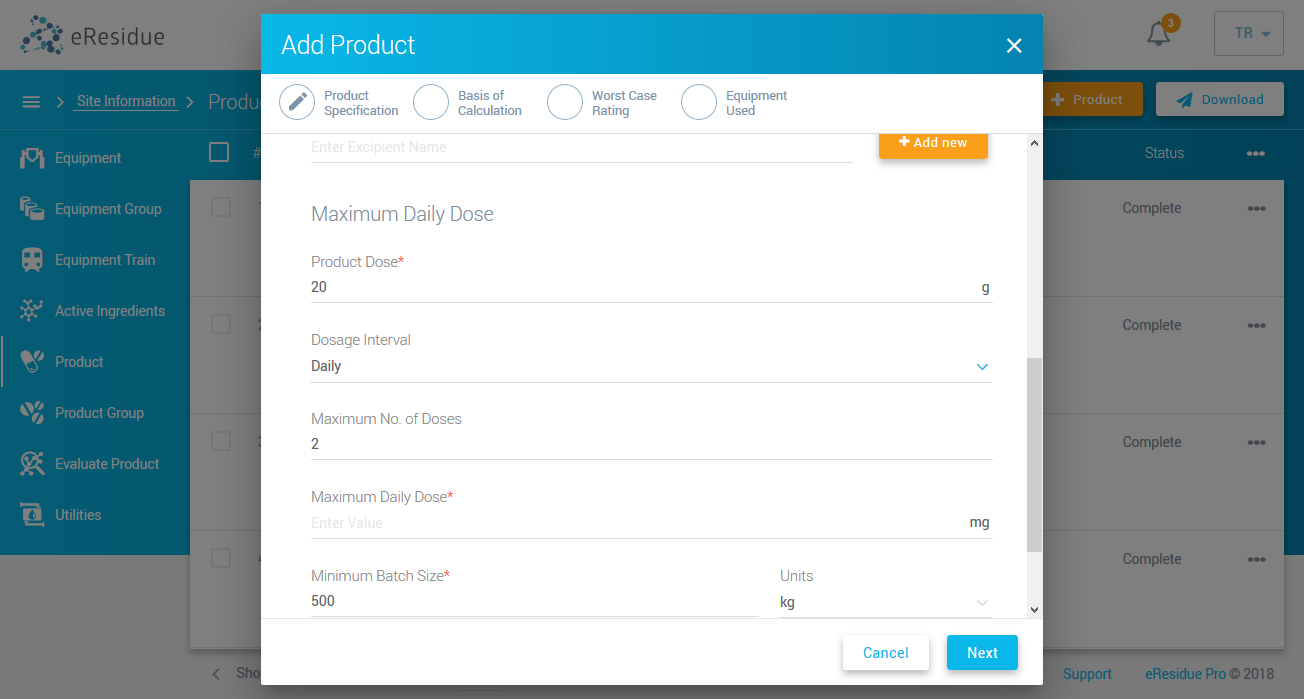 eResidue
3
TR
Site Information
Produ
Product
Download
Add Product
Product
Specification
Basis of
Calculation
Worst Case
Rating
Equipment
Used
Equipment
Equipment Group
Equipment Train
Active Ingredients
Product
Product Group
Evaluate Product
Utilities
#
Status
Complete
Complete
Complete
Complete
Enter Excipient Name
Add new
Maximum Daily Dose
Product Dose*
20
g
Dosage Interval
Daily
Maximum No. of Doses
2
Maximum Daily Dose*
Enter Value
mg
Minimum Batch Size*
500
Units
kg
Cancel
Next
Sho
Support
eResidue Pro © 2018